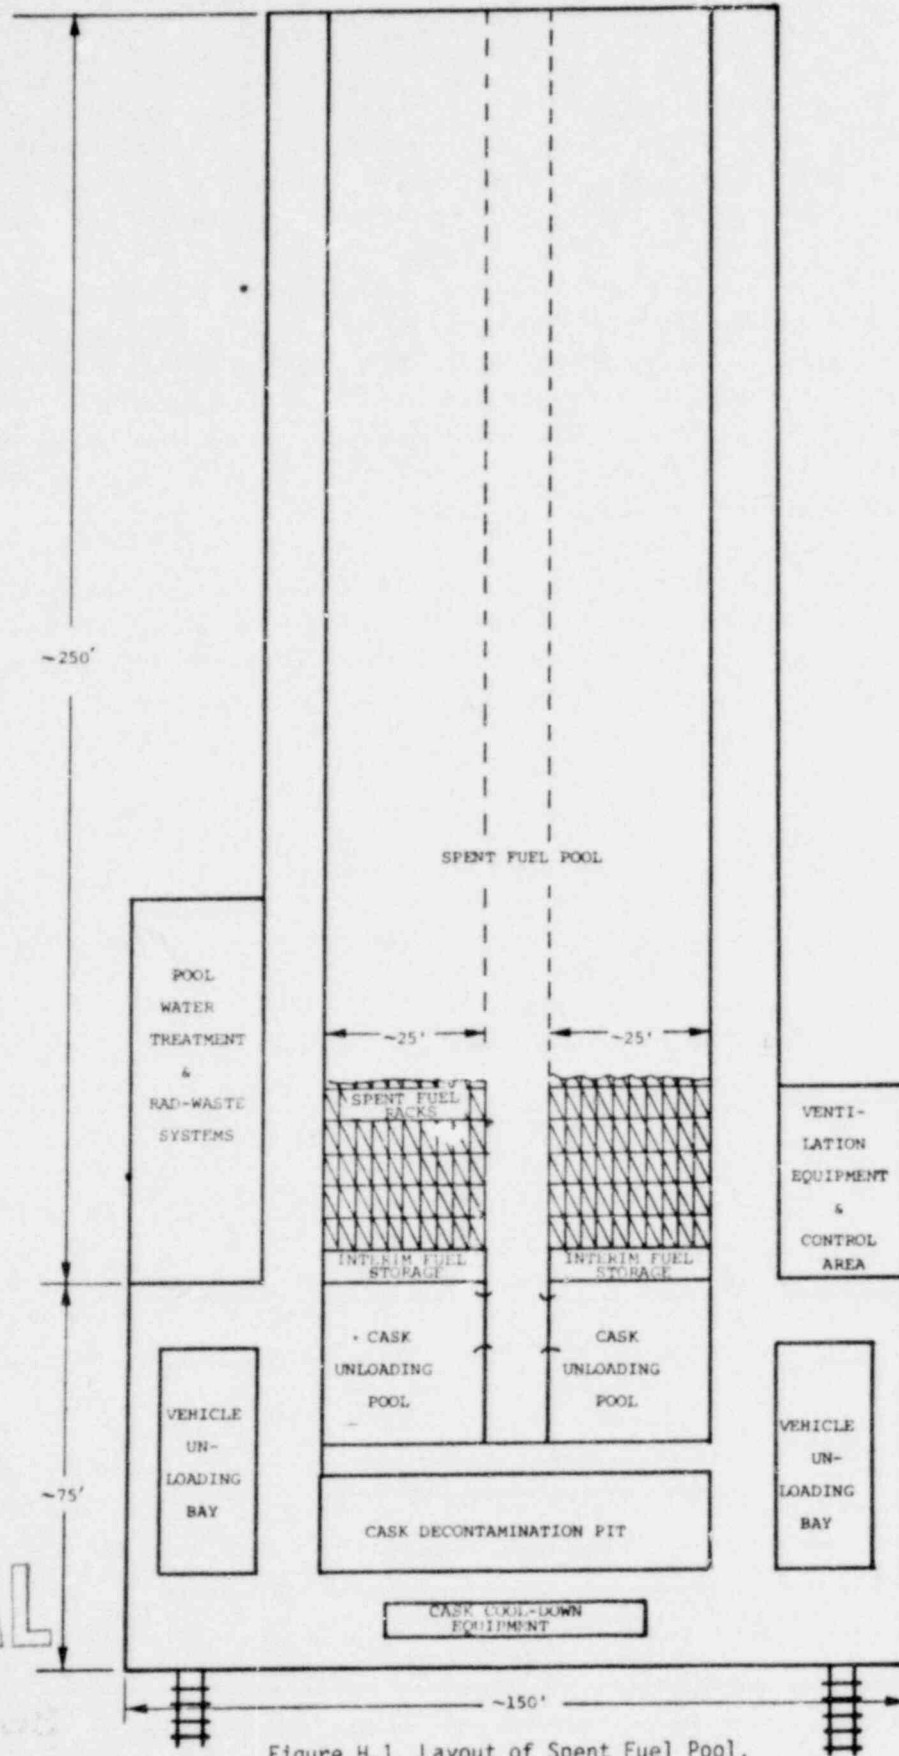 ~250'
SPENT FUEL POOL
POOL
WATER
TREATMENT
&
RAD-WASTE
SYSTEMS
~25'
~25'
SPENT FUEL
RACKS
VENTI-
LATION
EQUIPMENT
&
CONTROL
AREA
INTERIM FUEL
STORAGE
INTERIM FUEL
STORAGE
CASK
UNLOADING
POOL
CASK
UNLOADING
POOL
VEHICLE
UN-
LOADING
BAY
VEHICLE
UN-
LOADING
BAY
~75'
CASK DECONTAMINATION PIT
CASK COOL-DOWN
EQUIPMENT
~150'
Figure H.1 Layout of Spent Fuel Pool.